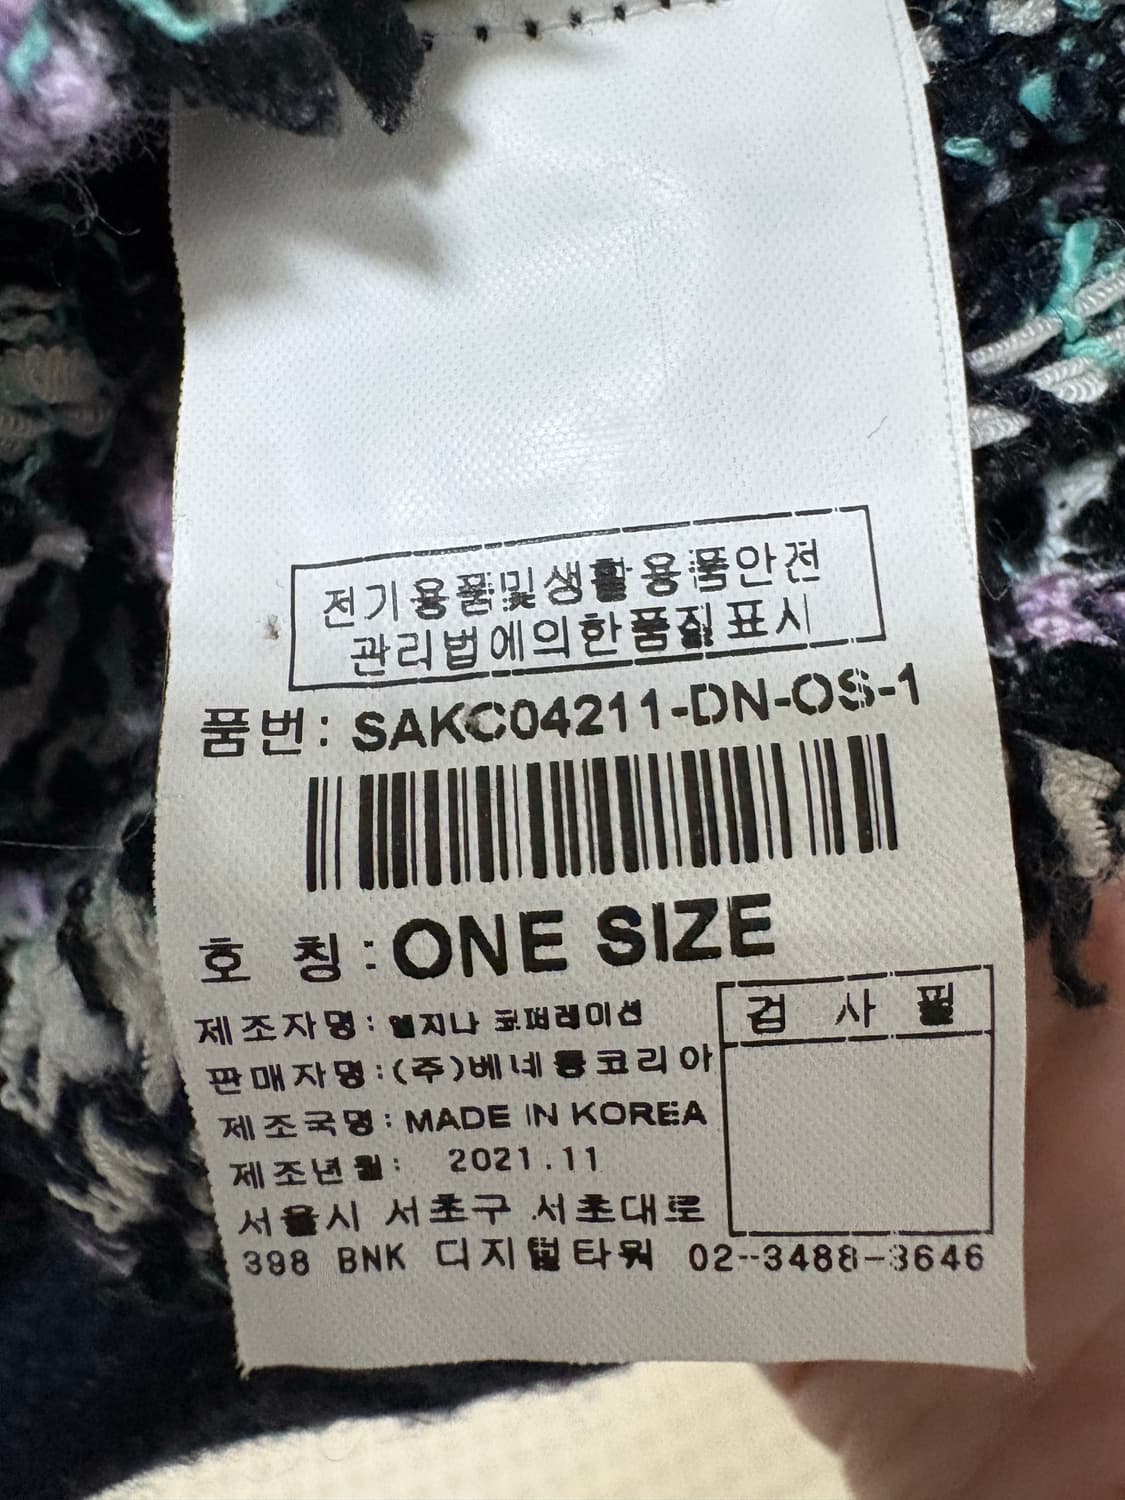 전기용품및생활용품안전
관리법에의한품질표시
품번: SAKC04211-DN-OS-1
호 칭: ONE SIZE
제조자명: 엘지나 코퍼레이션
판매자명: (주)베네통코리아
제조국명: MADE IN KOREA
제조년월: 2021.11
서울시 서초구 서초대로
398 BNK 디지털타워 02--3488-3646
검 사 필